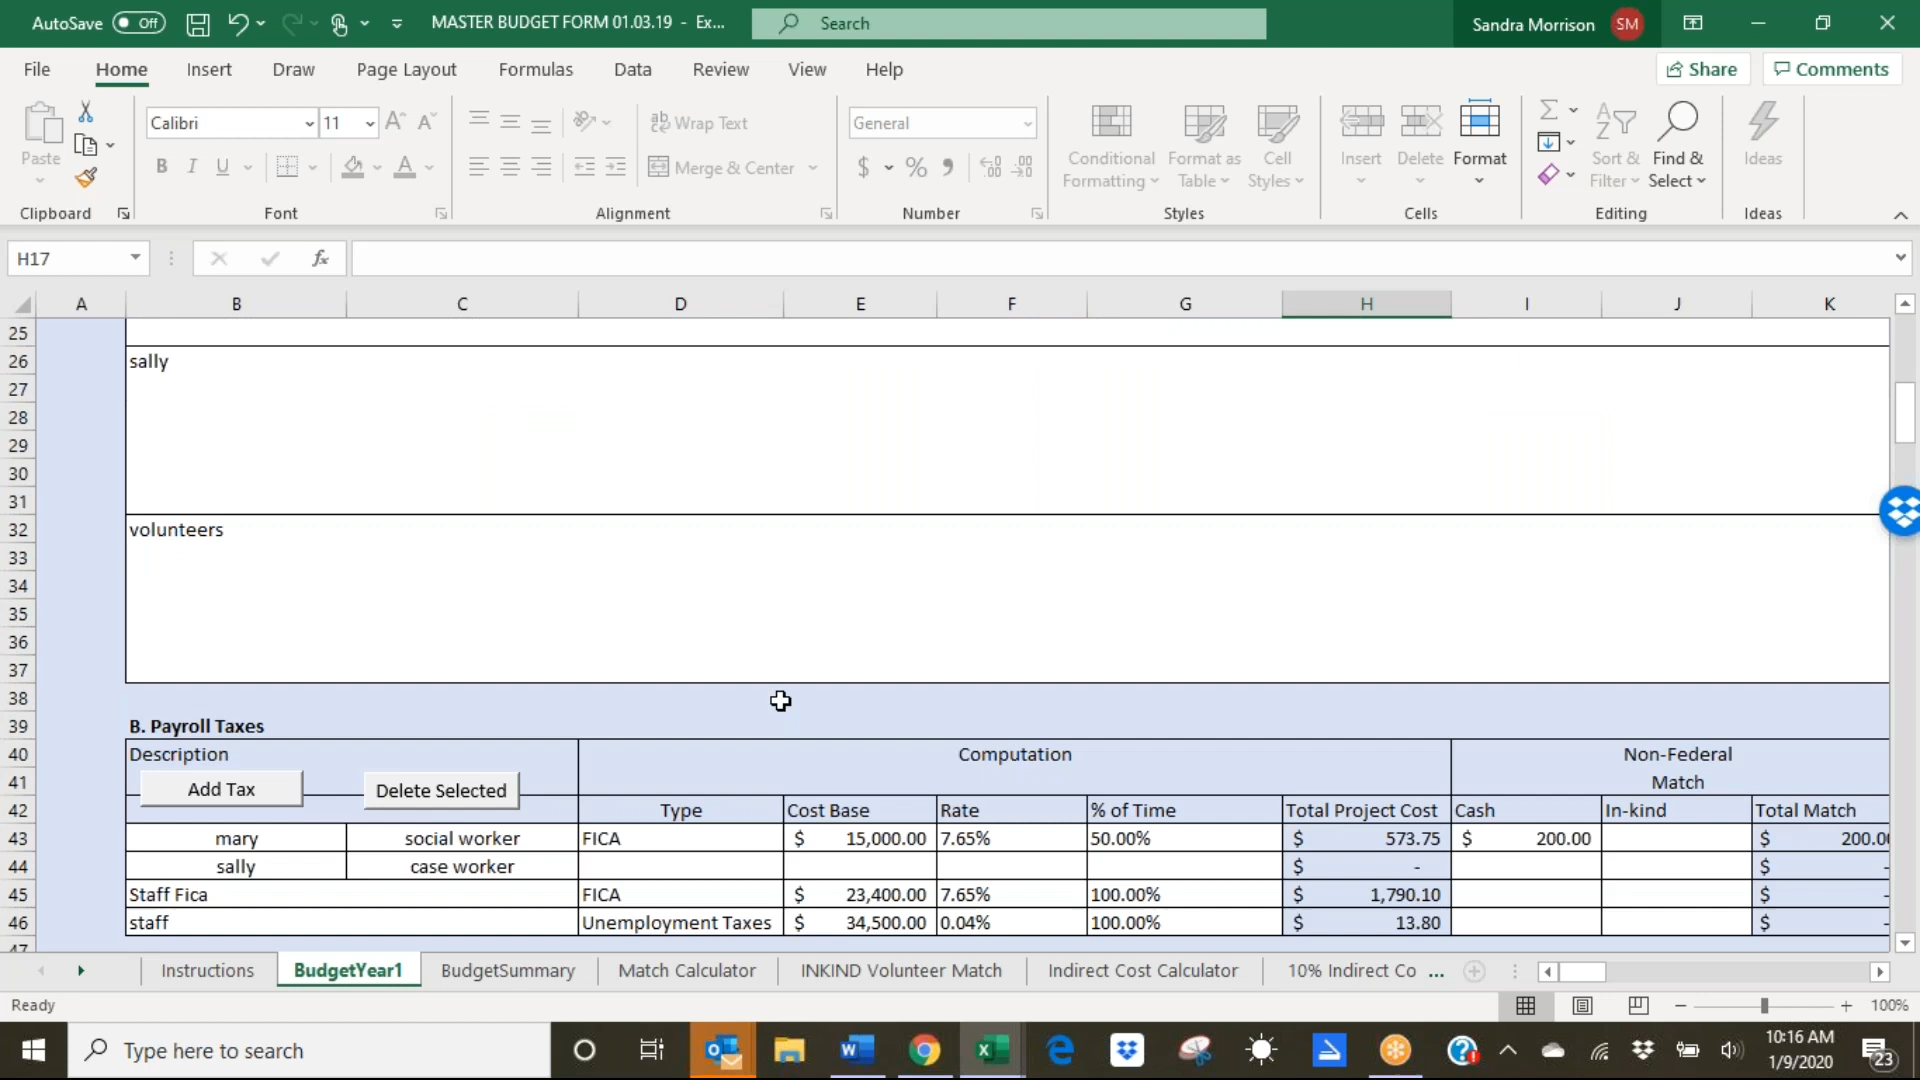 AutoSave Off MASTER BUDGET FORM 01.03.19 - Ex... Search Sandra Morrison SM
File Home Insert Draw Page Layout Formulas Data Review View Help Share Comments
Calibri 11 A A ab Wrap Text General
Paste B I U A Merge & Center $ % , Conditional Formatting Format as Table Cell Styles Insert Delete Format Sort & Filter Find & Select Ideas
Clipboard Font Alignment Number Styles Cells Editing Ideas
H17 fx
A B C D E F G H I J K
25
26 sally
27
28
29
30
31
32 volunteers
33
34
35
36
37
38
39 B. Payroll Taxes
40 Description Computation Non-Federal
41 Add Tax Delete Selected Match
42 Type Cost Base Rate % of Time Total Project Cost Cash In-kind Total Match
43 mary social worker FICA $ 15,000.00 7.65% 50.00% $ 573.75 $ 200.00 $ 200.00
44 sally case worker $ - $ -
45 Staff Fica FICA $ 23,400.00 7.65% 100.00% $ 1,790.10 $ -
46 staff Unemployment Taxes $ 34,500.00 0.04% 100.00% $ 13.80 $ -
47
Instructions BudgetYear1 BudgetSummary Match Calculator INKIND Volunteer Match Indirect Cost Calculator 10% Indirect Co ...
Ready 100%
Type here to search 10:16 AM
1/9/2020 23